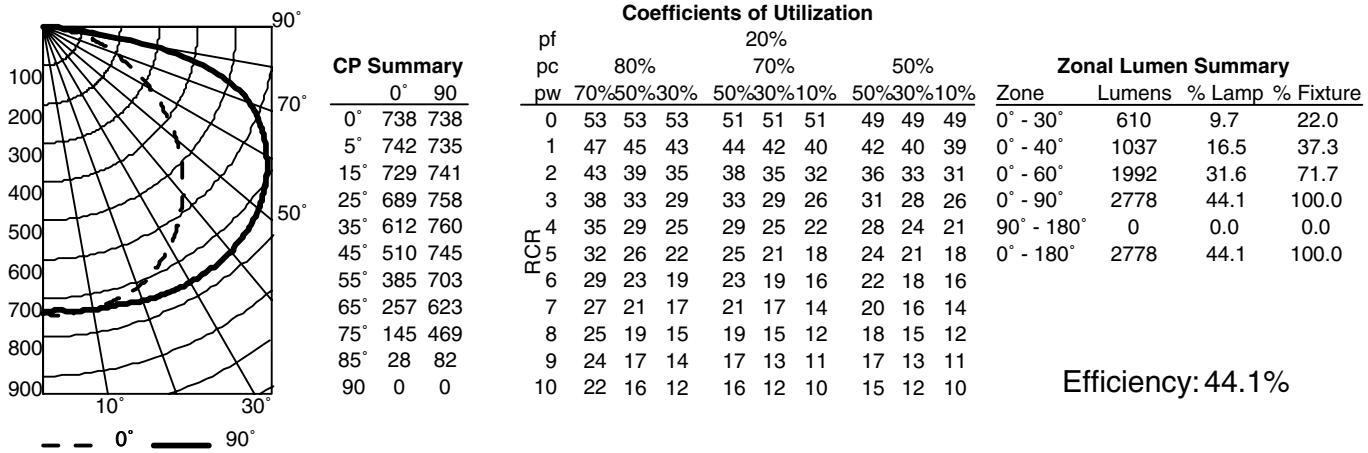 90°
70°
50°
100
200
300
400
500
600
700
800
900
10° 30°
0° 90°
CP Summary
0° 90
0° 738 738
5° 742 735
15° 729 741
25° 689 758
35° 612 760
45° 510 745
55° 385 703
65° 257 623
75° 145 469
85° 28 82
90 0 0
Coefficients of Utilization
pf 20%
pc 80% 70% 50%
pw 70%50%30% 50%30%10% 50%30%10%
RCR
0 53 53 53 51 51 51 49 49 49
1 47 45 43 44 42 40 42 40 39
2 43 39 35 38 35 32 36 33 31
3 38 33 29 33 29 26 31 28 26
4 35 29 25 29 25 22 28 24 21
5 32 26 22 25 21 18 24 21 18
6 29 23 19 23 19 16 22 18 16
7 27 21 17 21 17 14 20 16 14
8 25 19 15 19 15 12 18 15 12
9 24 17 14 17 13 11 17 13 11
10 22 16 12 16 12 10 15 12 10
Zonal Lumen Summary
Zone Lumens % Lamp % Fixture
0° - 30° 610 9.7 22.0
0° - 40° 1037 16.5 37.3
0° - 60° 1992 31.6 71.7
0° - 90° 2778 44.1 100.0
90° - 180° 0 0.0 0.0
0° - 180° 2778 44.1 100.0
Efficiency: 44.1%